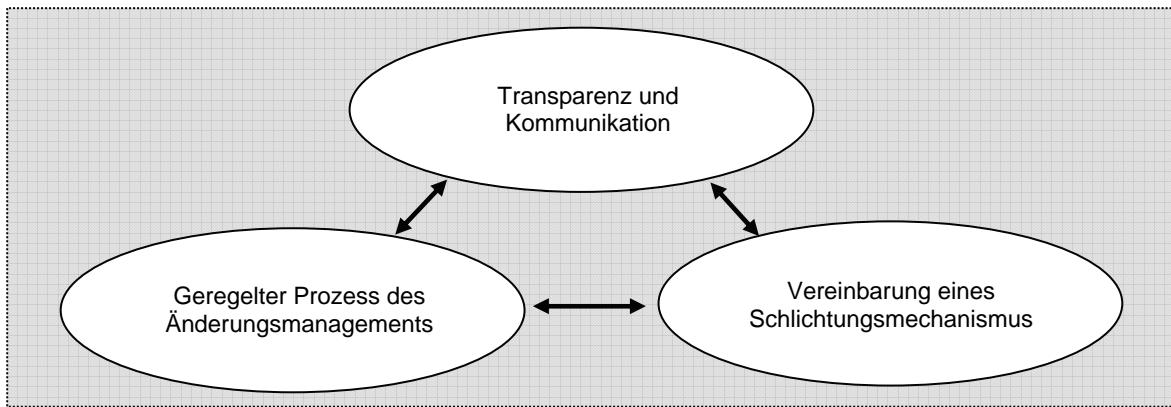 Transparenz und
Kommunikation
Geregelter Prozess des
Änderungsmanagements
Vereinbarung eines
Schlichtungsmechanismus